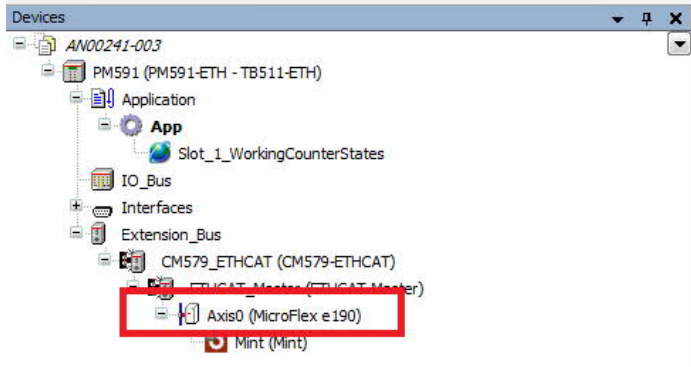 Devices
AN00241-003
PM591 (PM591-ETH - TB511-ETH)
Application
App
Slot_1_WorkingCounterStates
IO_Bus
Interfaces
Extension_Bus
CM579_ETHCAT (CM579-ETHCAT)
ETHCAT_Master (ETHCAT-Master)
Axis0 (MicroFlex e190)
Mint (Mint)